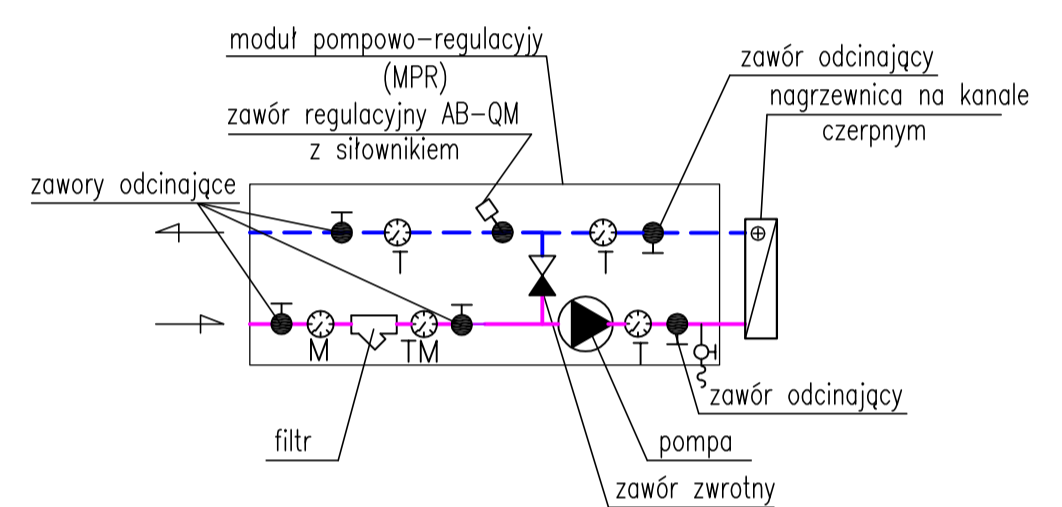 moduł pompowo-regulacyjy
(MPR)
zawór regulacyjny AB-QM
z siłownikiem
zawory odcinające
zawór odcinający
nagrzewnica na kanale
czerpnym
T
T
M
TM
T
zawór odcinający
filtr
pompa
zawór zwrotny